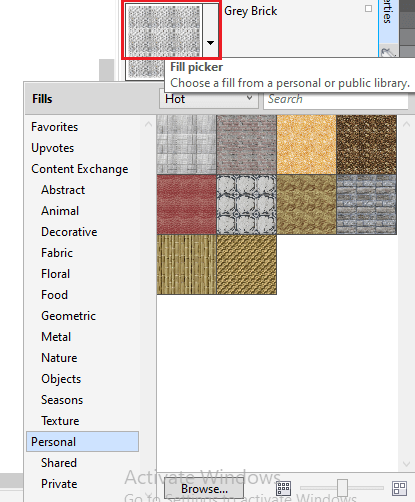 Grey Brick
erties
Fill picker
Choose a fill from a personal or public library.
Fills
Hot
Search
Favorites
Upvotes
Content Exchange
Abstract
Animal
Decorative
Fabric
Floral
Food
Geometric
Metal
Nature
Objects
Seasons
Texture
Personal
Shared
Private
Browse...
Activate Windows
Go to Settings to activate Windows